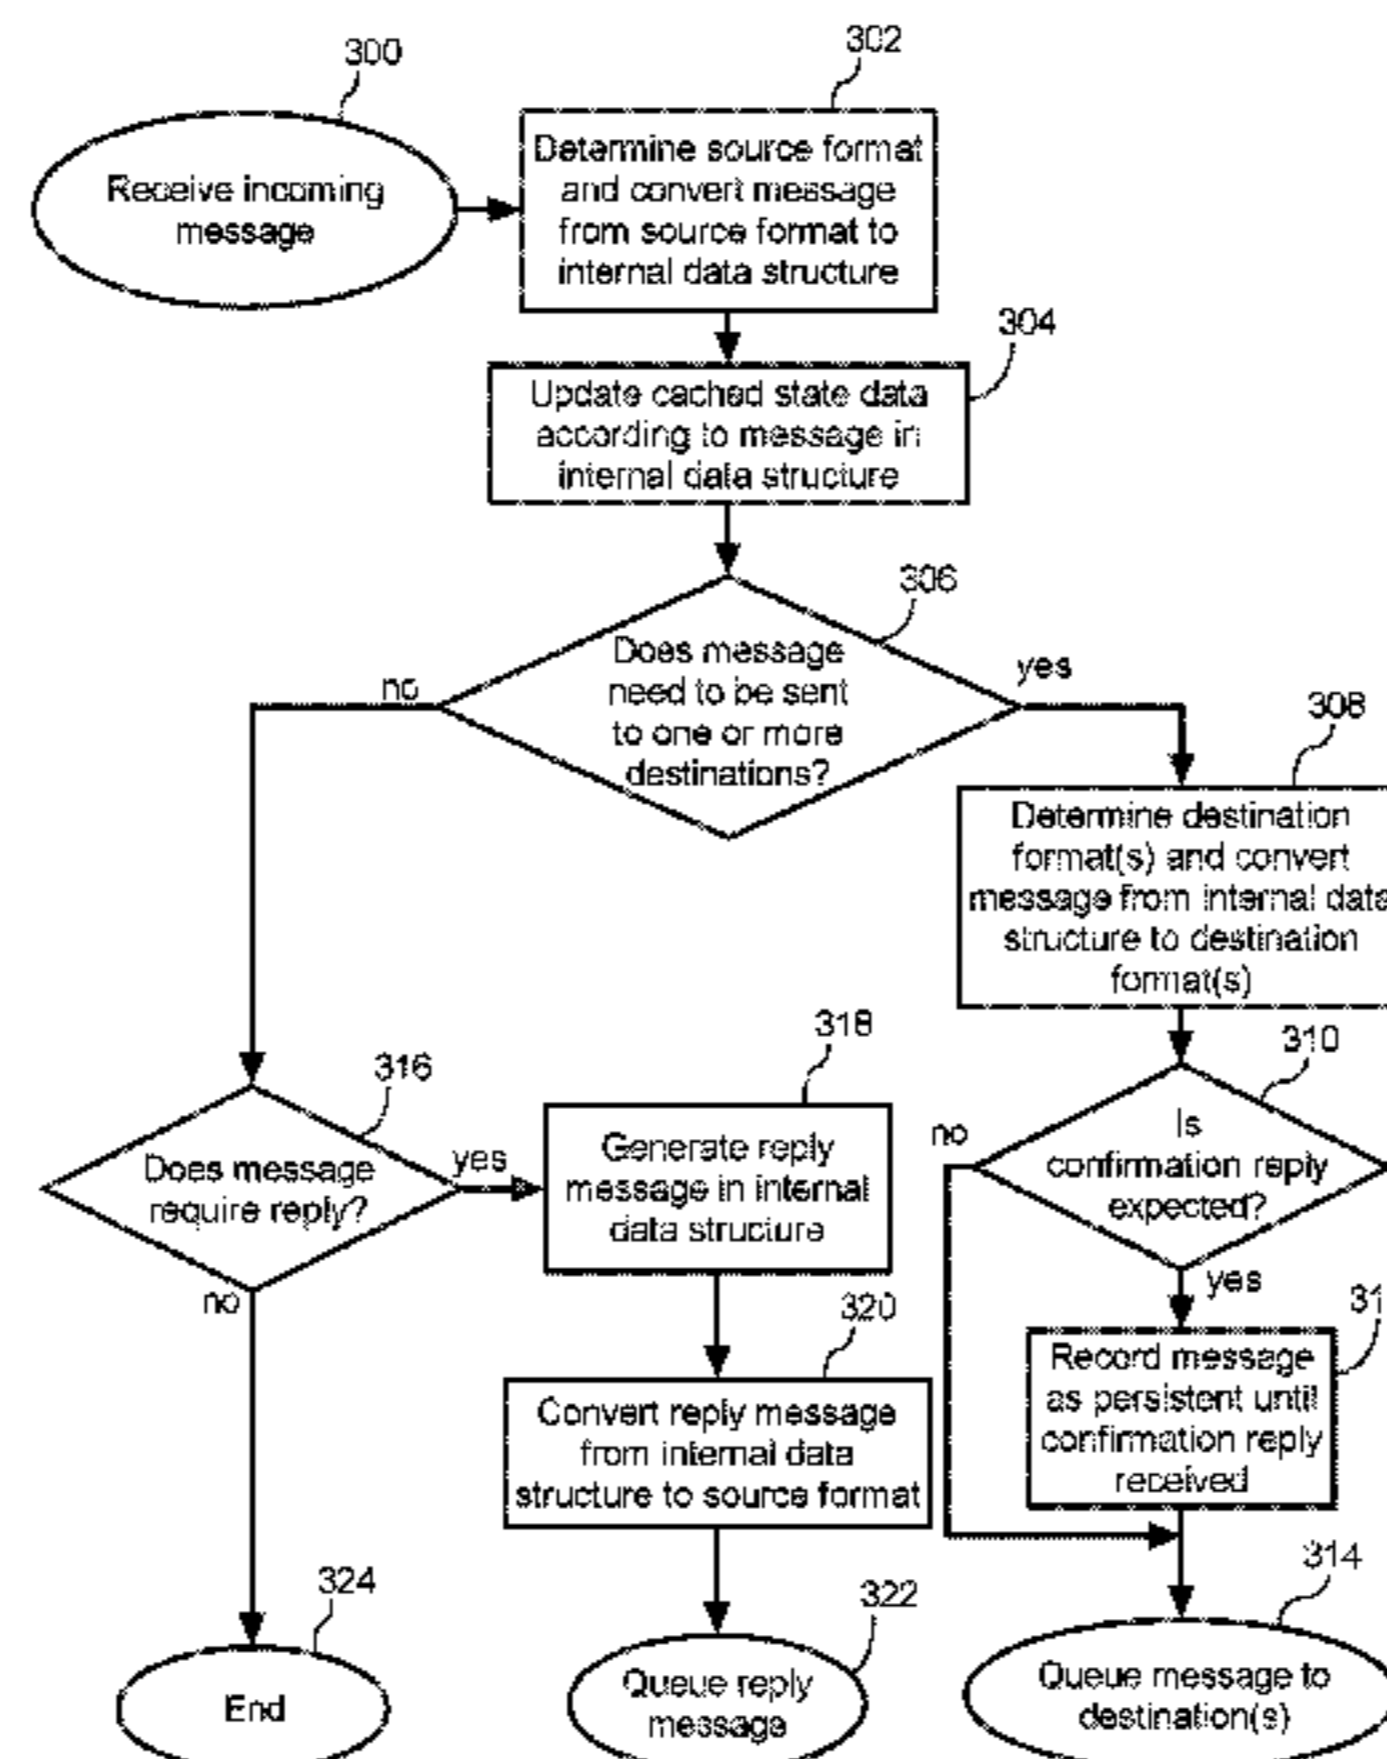 300
Receive incoming
message
302
Determine source format
and convert message
from source format to
internal data structure
304
Update cached state data
according to message in
internal data structure
306
Does message
need to be sent
to one or more
destinations?
no
yes
308
Determine destination
format(s) and convert
message from internal data
structure to destination
format(s)
310
Is
confirmation reply
expected?
no
yes
31
Record message
as persistent until
confirmation reply
received
314
Queue message to
destination(s)
316
Does message
require reply?
yes
no
318
Generate reply
message in internal
data structure
320
Convert reply message
from internal data
structure to source format
322
Queue reply
message
324
End